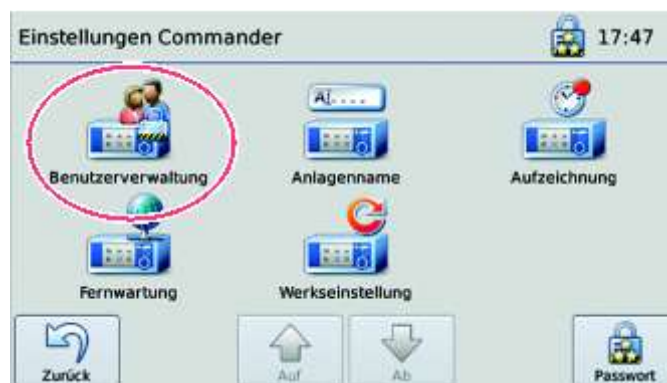 Einstellungen Commander 17:47
A|....
Benutzerverwaltung Anlagenname Aufzeichnung
Fernwartung Werkseinstellung
Zurück Auf Ab Passwort